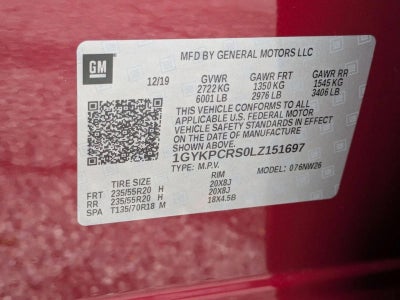 GM
MFD BY GENERAL MOTORS LLC
12/19 GVWR GAWR FRT GAWR RR
2722 KG 1350 KG 1545 KG
6001 LB 2976 LB 3406 LB
THIS VEHICLE CONFORMS TO ALL
APPLICABLE U.S. FEDERAL MOTOR
VEHICLE SAFETY STANDARDS IN EFFECT
ON THE DATE OF MANUFACTURE
SHOWN ABOVE.
1GYKPCRS0LZ151697
TYPE: M.P.V. MODEL: 076NW26
TIRE SIZE RIM
FRT 235/55R20 H 20X8J
RR 235/55R20 H 20X8J
SPA T135/70R18 M 18X4.5B